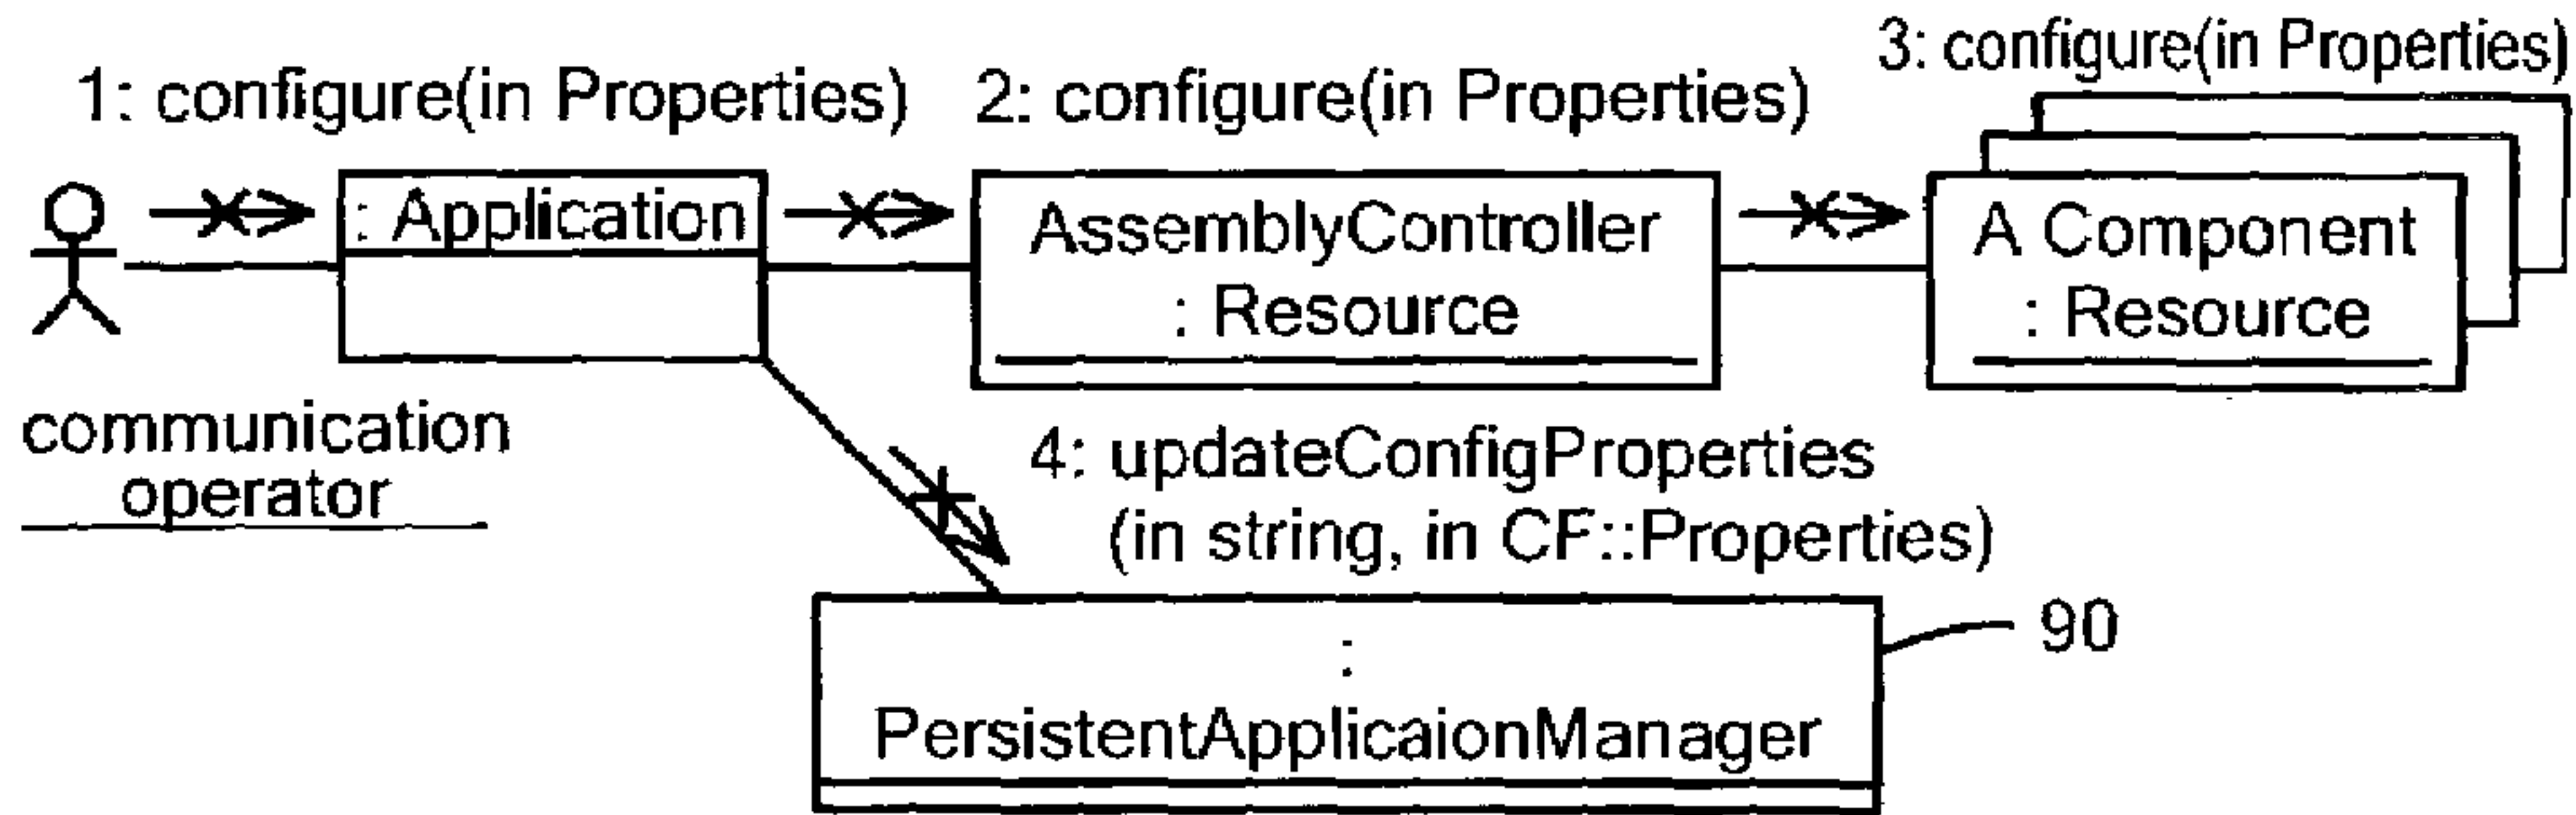 1: configure(in Properties)
2: configure(in Properties)
3: configure(in Properties)
: Application
AssemblyController
: Resource
A Component
: Resource
communication
operator
4: updateConfigProperties
(in string, in CF::Properties)
90
:
PersistentApplicaionManager